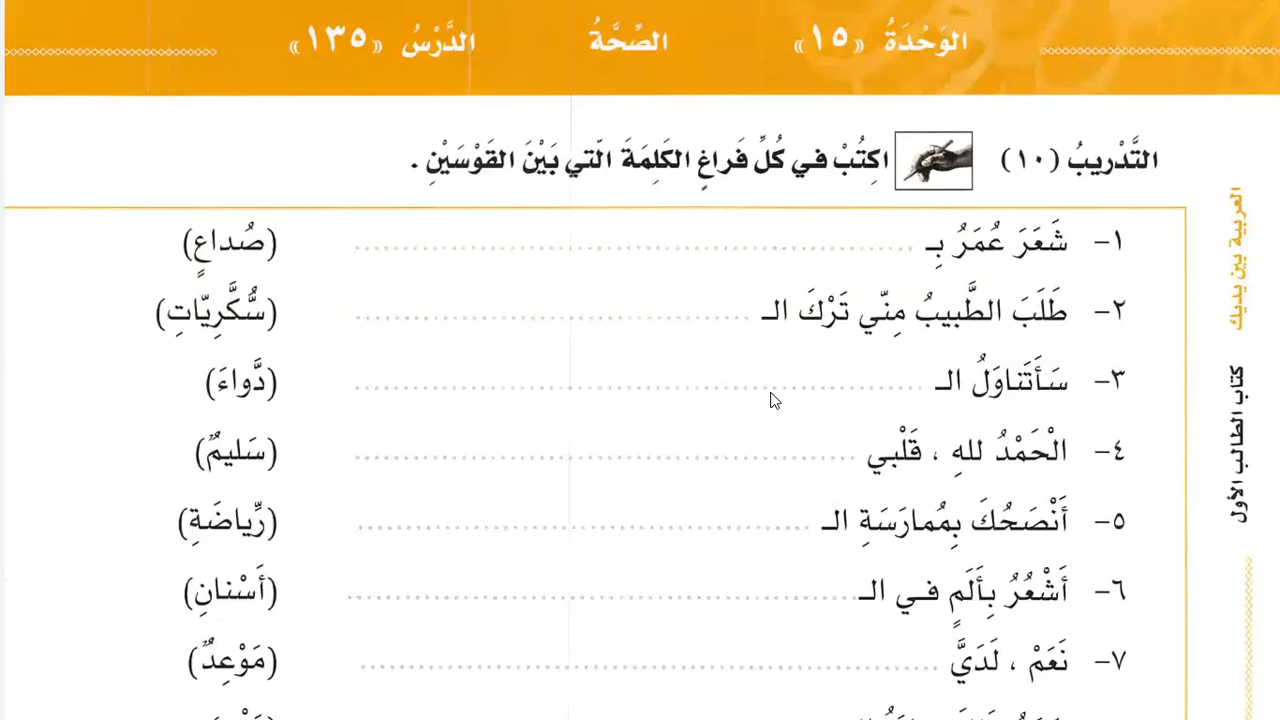 الوَحْدَةُ «١٥» الصِّحَّةُ الدَّرْسُ «١٣٥»
التَّدْريبُ (١٠) اكِتُبْ في كُلِّ فَراغٍ الكَلِمَةَ الّتي بَيْنَ القَوْسَيْنِ .
١- شَعَرَ عُمَرُ بِـ ........ (صُداعٍ)
٢- طَلَبَ الطَّبيبُ مِنّي تَرْكَ الـ ........ (سُّكَّرِيّاتِ)
٣- سَأَتَناوَلُ الـ ........ (دَّواءَ)
٤- الْحَمْدُ للهِ ، قَلْبي ........ (سَليمٌ)
٥- أَنْصَحُكَ بِمُمارَسَةِ الـ ........ (رِّياضَةِ)
٦- أَشْعُرُ بِأَلَمٍ في الـ ........ (أَسْنانِ)
٧- نَعَمْ ، لَدَيَّ ........ (مَوْعِدٌ)
العربية بين يديك
كتاب الطالب الأول